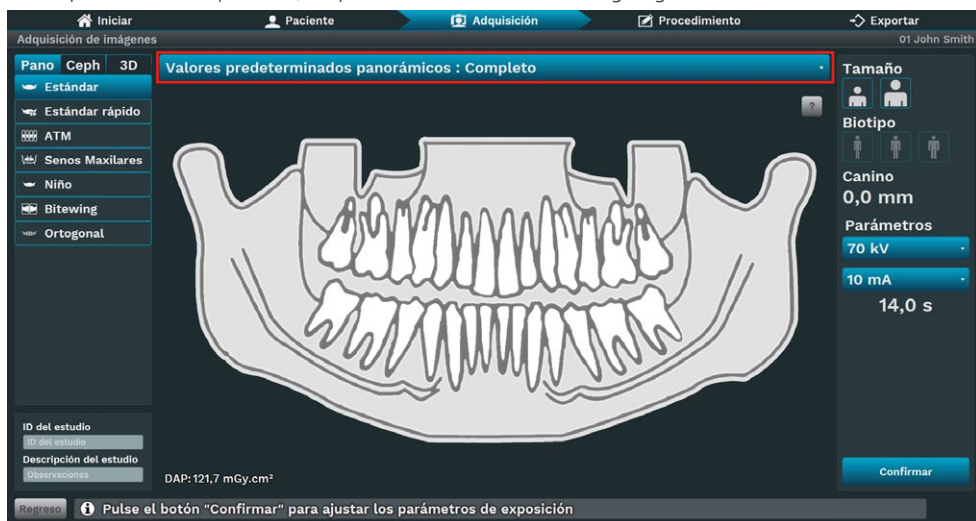 Iniciar
Paciente
Adquisición
Procedimiento
Exportar
Adquisición de imágenes
01 John Smith
Pano Ceph 3D
Estándar
Estándar rápido
ATM
Senos Maxilares
Niño
Bitewing
Ortogonal
ID del estudio
ID del estudio
Descripción del estudio
Observaciones
Valores predeterminados panorámicos : Completo
?
DAP: 121,7 mGy.cm²
Tamaño
Biotipo
Canino
0,0 mm
Parámetros
70 kV
10 mA
14,0 s
Confirmar
Regreso
Pulse el botón "Confirmar" para ajustar los parámetros de exposición